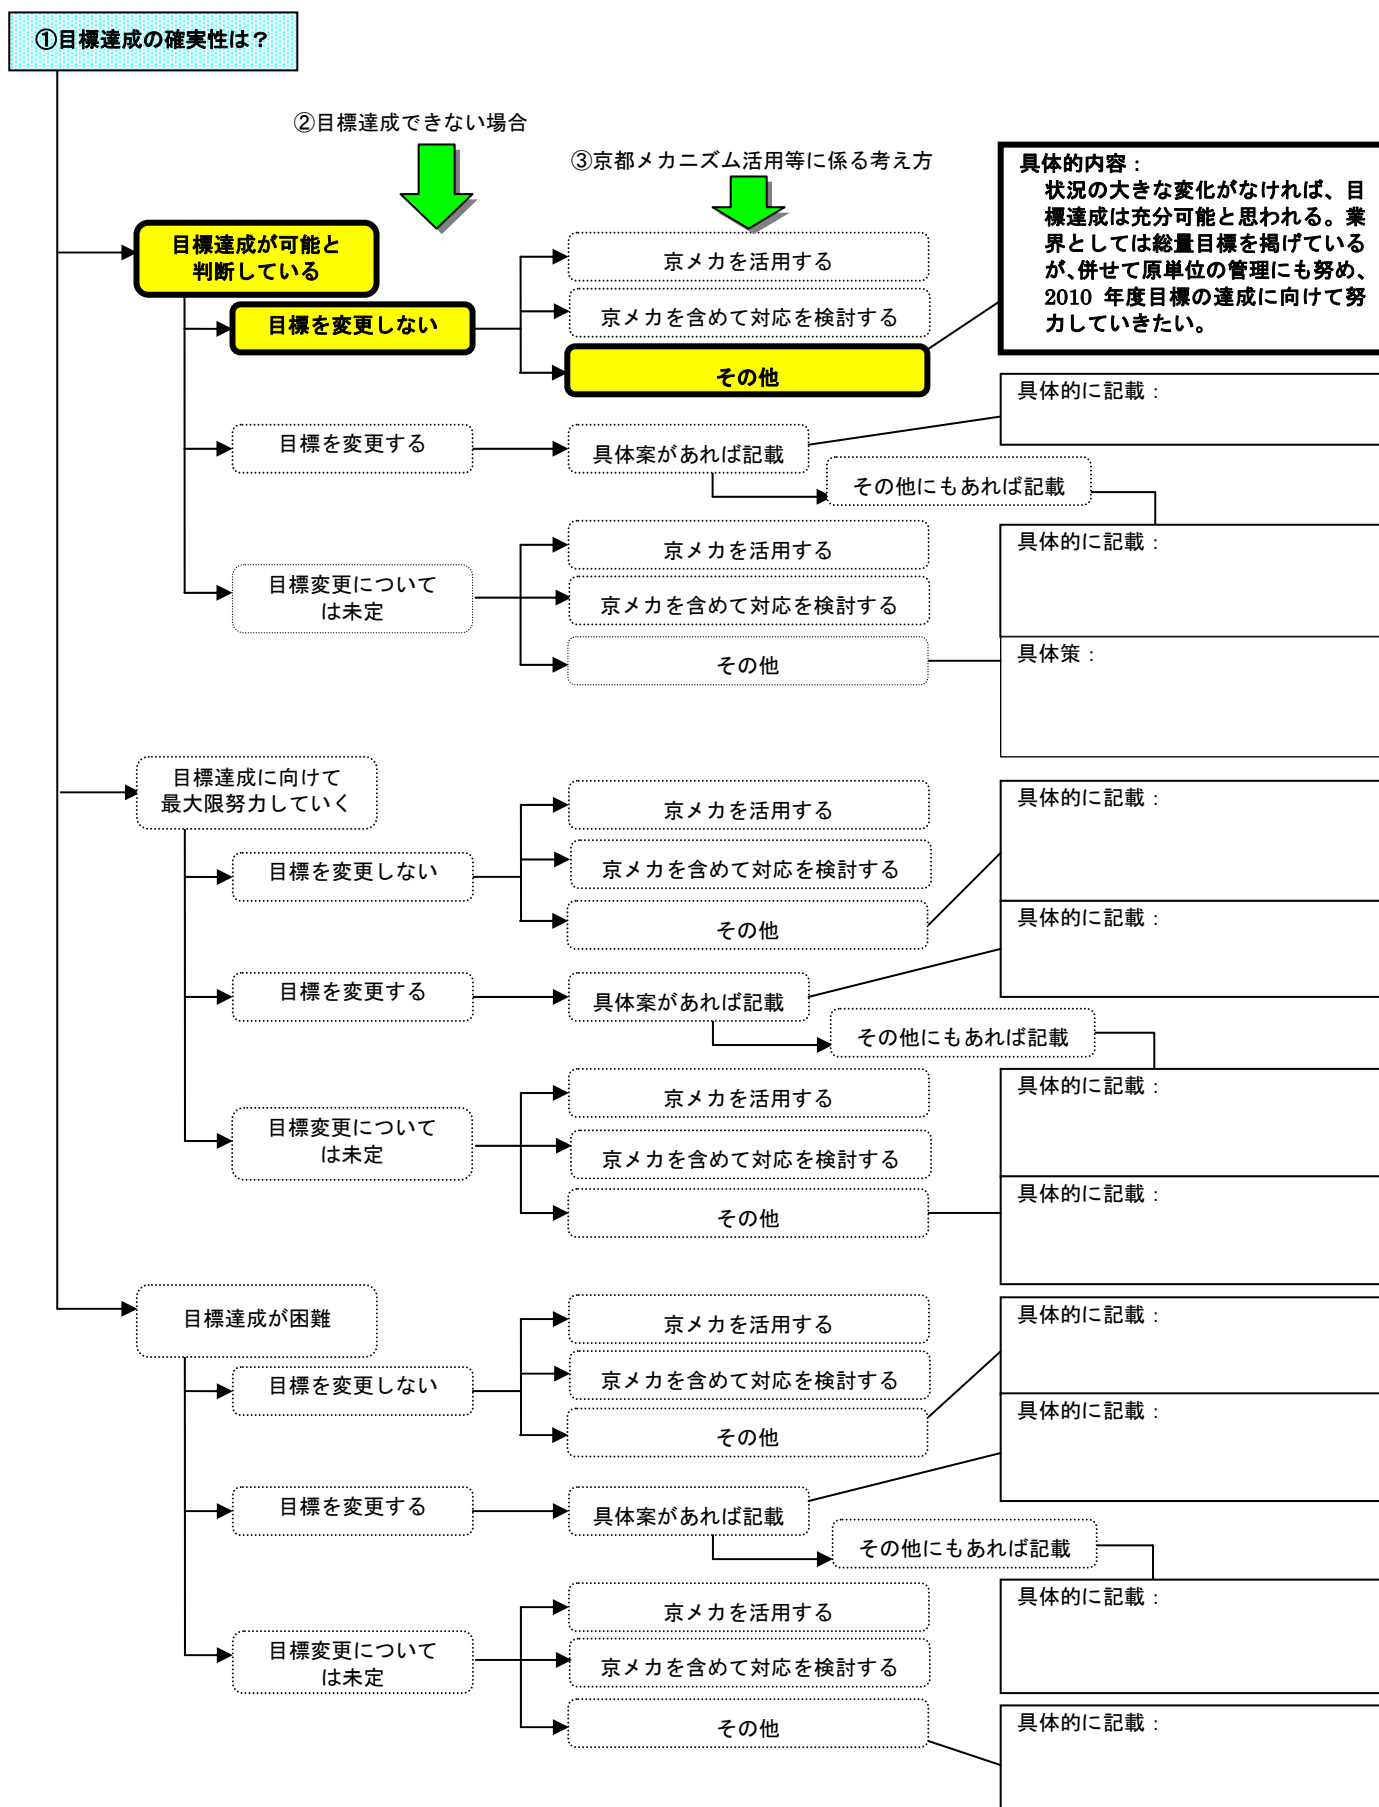 ①目標達成の確実性は？
②目標達成できない場合
③京都メカニズム活用等に係る考え方
目標達成が可能と
判断している
目標を変更しない
京メカを活用する
京メカを含めて対応を検討する
その他
具体的内容：
状況の大きな変化がなければ、目
標達成は充分可能と思われる。業
界としては総量目標を掲げている
が、併せて原単位の管理にも努め、
2010 年度目標の達成に向けて努
力していきたい。
目標を変更する
具体案があれば記載
具体的に記載：
その他にもあれば記載
具体的に記載：
目標変更について
は未定
京メカを活用する
京メカを含めて対応を検討する
その他
具体策：
目標達成に向けて
最大限努力していく
目標を変更しない
京メカを活用する
京メカを含めて対応を検討する
その他
具体的に記載：
目標を変更する
具体案があれば記載
具体的に記載：
その他にもあれば記載
具体的に記載：
目標変更について
は未定
京メカを活用する
京メカを含めて対応を検討する
その他
具体的に記載：
目標達成が困難
目標を変更しない
京メカを活用する
京メカを含めて対応を検討する
その他
具体的に記載：
目標を変更する
具体案があれば記載
具体的に記載：
その他にもあれば記載
具体的に記載：
目標変更について
は未定
京メカを活用する
京メカを含めて対応を検討する
その他
具体的に記載：